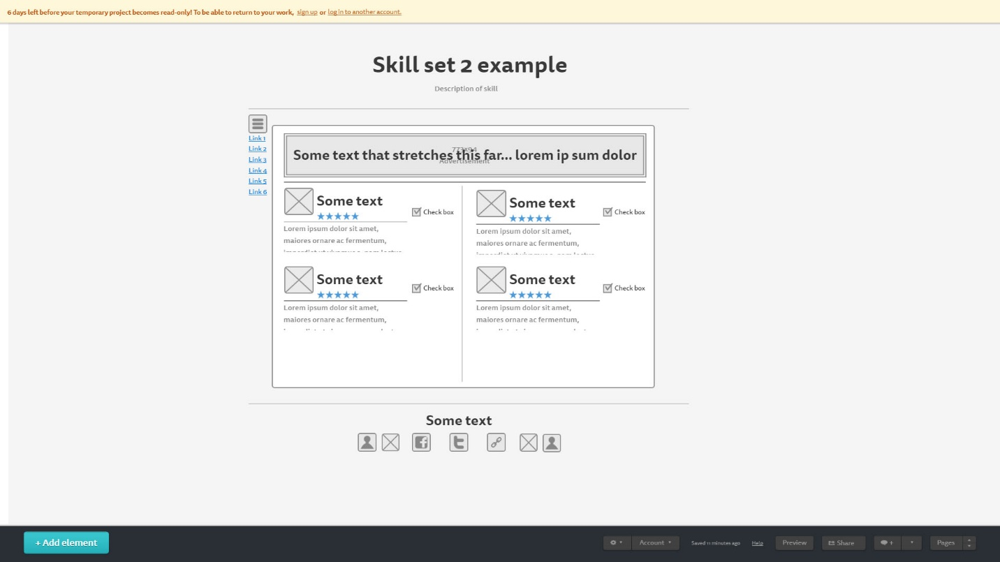 6 days left before your temporary project becomes read-only! To be able to return to your work, sign up or log in to another account.
Skill set 2 example
Description of skill
Link 1
Link 2
Link 3
Link 4
Link 5
Link 6
Some text that stretches this far... lorem ip sum dolor
Advertisement
Some text
Check box
Lorem ipsum dolor sit amet,
maiores ornare ac fermentum,
Some text
Check box
Lorem ipsum dolor sit amet,
maiores ornare ac fermentum,
Some text
Check box
Lorem ipsum dolor sit amet,
maiores ornare ac fermentum,
Some text
Check box
Lorem ipsum dolor sit amet,
maiores ornare ac fermentum,
Some text
+ Add element
Account
Saved 11 minutes ago
Help
Preview
Share
+
Pages